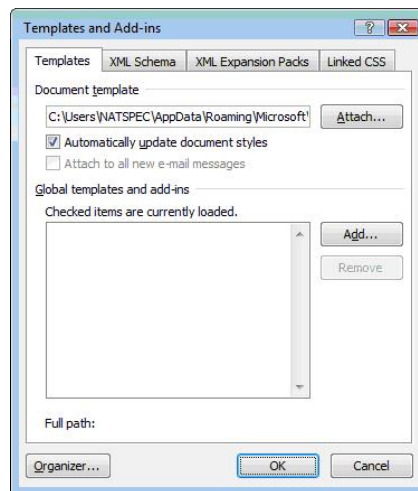 Templates and Add-ins
Templates XML Schema XML Expansion Packs Linked CSS
Document template
C:\Users\NATSPEC\AppData\Roaming\Microsoft\ Attach...
Automatically update document styles
Attach to all new e-mail messages
Global templates and add-ins
Checked items are currently loaded.
Add...
Remove
Full path:
Organizer... OK Cancel